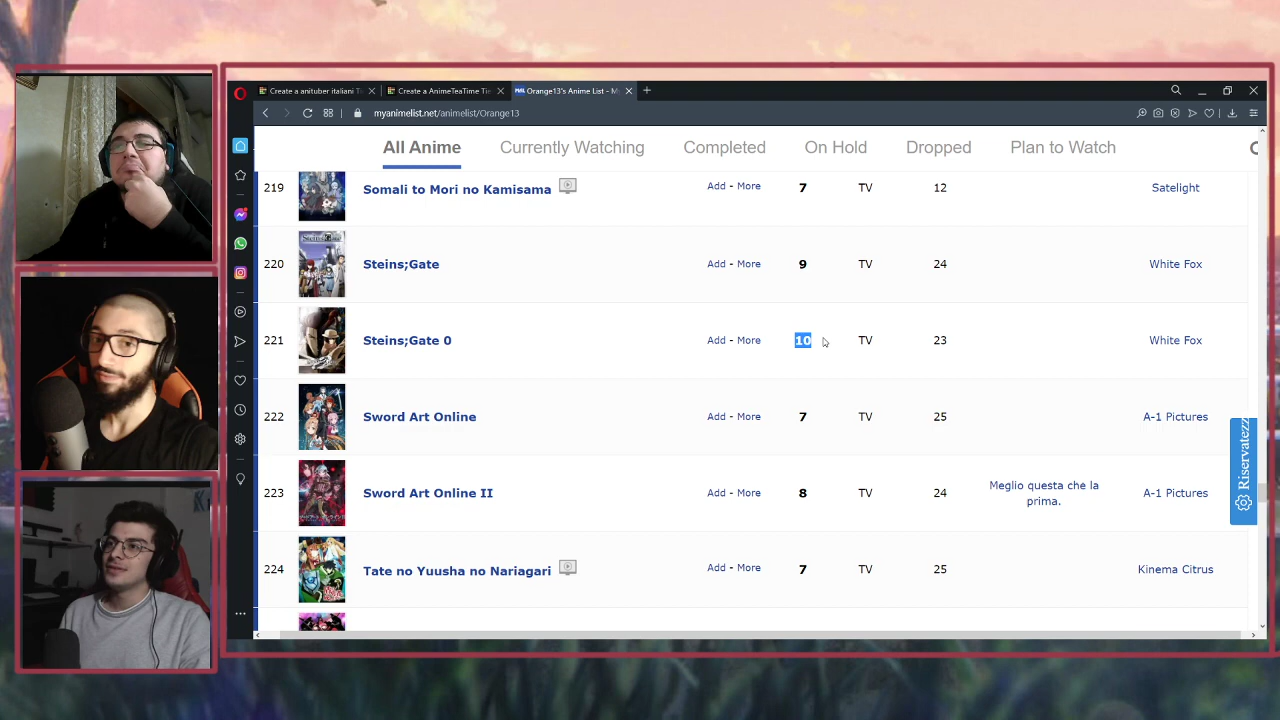 Create a anituber italiani Ti
Create a AnimeTeaTime Tie
MAL Orange13's Anime List - My
myanimelist.net/animelist/Orange13
All Anime Currently Watching Completed On Hold Dropped Plan to Watch
219 Somali to Mori no Kamisama Add - More 7 TV 12 Satelight
220 Steins;Gate Add - More 9 TV 24 White Fox
221 Steins;Gate 0 Add - More 10 TV 23 White Fox
222 Sword Art Online Add - More 7 TV 25 A-1 Pictures
223 Sword Art Online II Add - More 8 TV 24 Meglio questa che la prima. A-1 Pictures
224 Tate no Yuusha no Nariagari Add - More 7 TV 25 Kinema Citrus
Riservatezz